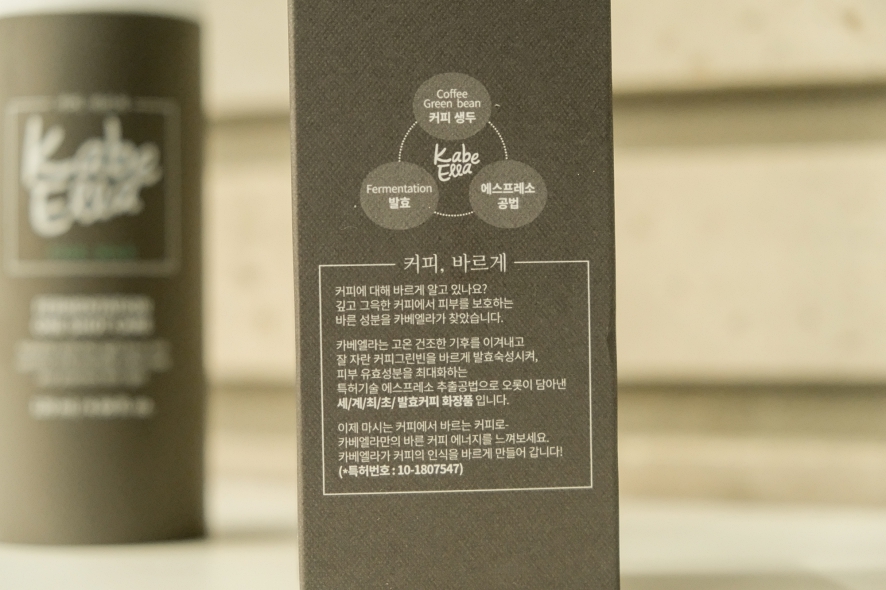 Kabe
Ella
Coffee
Green bean
커피 생두
Kabe
Ella
Fermentation
발효
에스프레소
공법
커피, 바르게
커피에 대해 바르게 알고 있나요?
깊고 그윽한 커피에서 피부를 보호하는
바른 성분을 카베엘라가 찾았습니다.
카베엘라는 고온 건조한 기후를 이겨내고
잘 자란 커피그린빈을 바르게 발효숙성시켜,
피부 유효성분을 최대화하는
특허기술 에스프레소 추출공법으로 오롯이 담아낸
세/계/최/초/ 발효커피 화장품 입니다.
이제 마시는 커피에서 바르는 커피로-
카베엘라만의 바른 커피 에너지를 느껴보세요.
카베엘라가 커피의 인식을 바르게 만들어 갑니다!
(*특허번호 : 10-1807547)